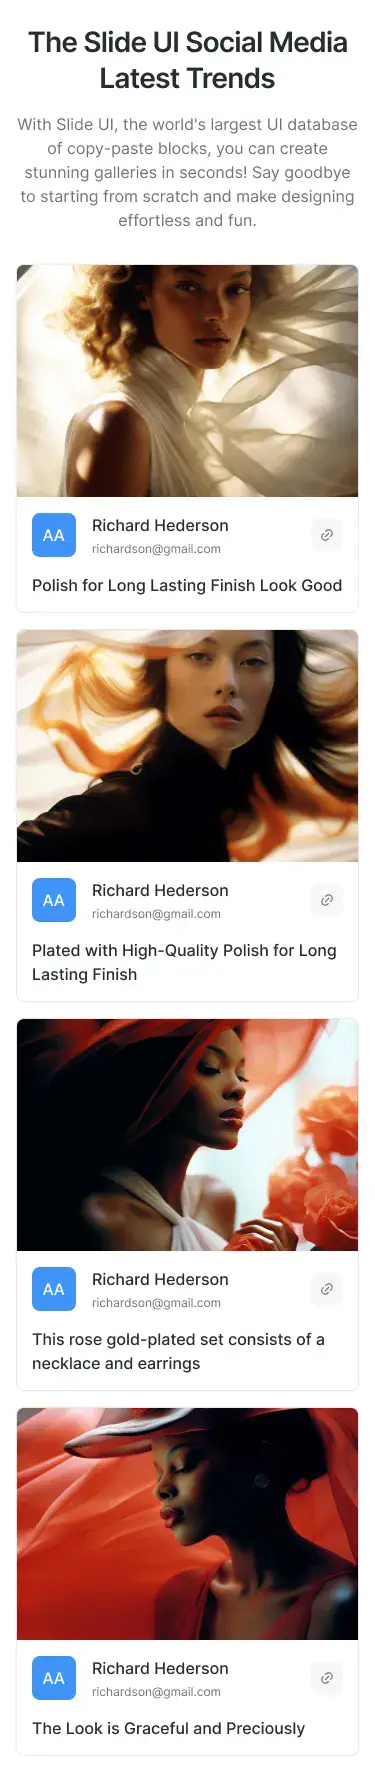 The Slide UI Social Media
Latest Trends
With Slide UI, the world's largest UI database
of copy-paste blocks, you can create
stunning galleries in seconds! Say goodbye
to starting from scratch and make designing
effortless and fun.
AA
Richard Hederson
richardson@gmail.com
Polish for Long Lasting Finish Look Good
AA
Richard Hederson
richardson@gmail.com
Plated with High-Quality Polish for Long
Lasting Finish
AA
Richard Hederson
richardson@gmail.com
This rose gold-plated set consists of a
necklace and earrings
AA
Richard Hederson
richardson@gmail.com
The Look is Graceful and Preciously